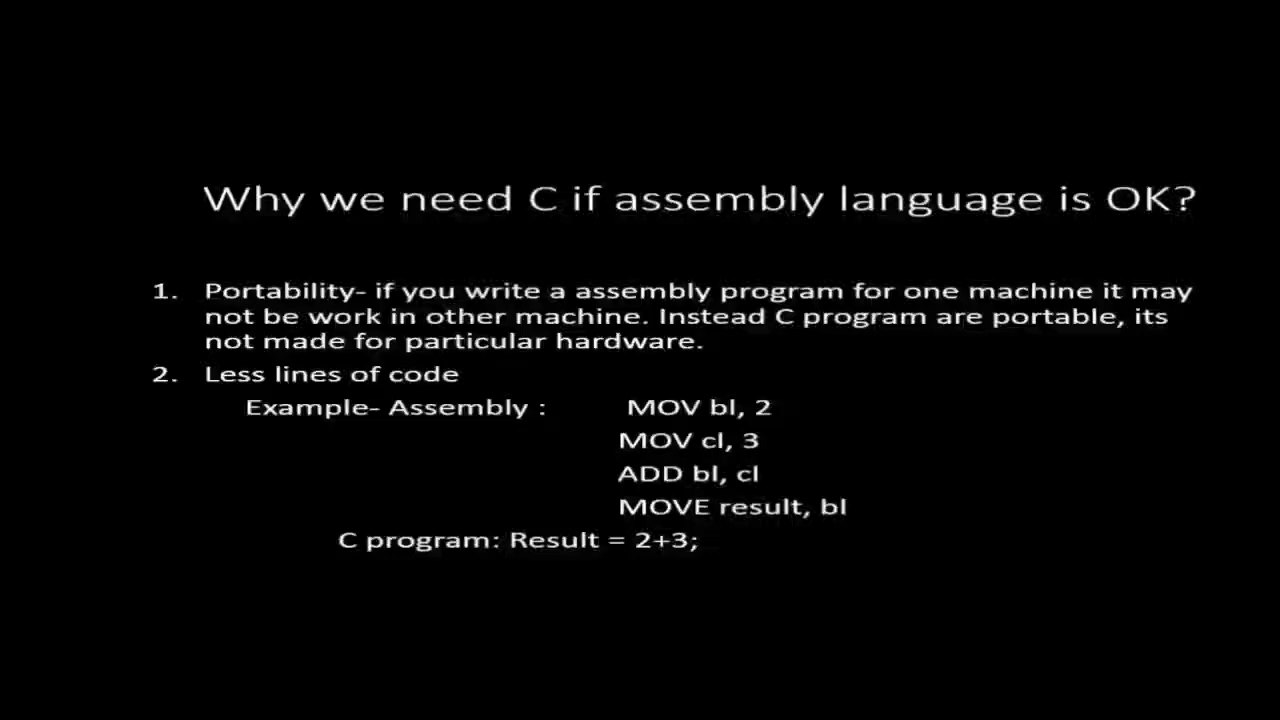 Why we need C if assembly language is OK?
1. Portability- if you write a assembly program for one machine it may
not be work in other machine. Instead C program are portable, its
not made for particular hardware.
2. Less lines of code
Example- Assembly : MOV bl, 2
MOV cl, 3
ADD bl, cl
MOVE result, bl
C program: Result = 2+3;